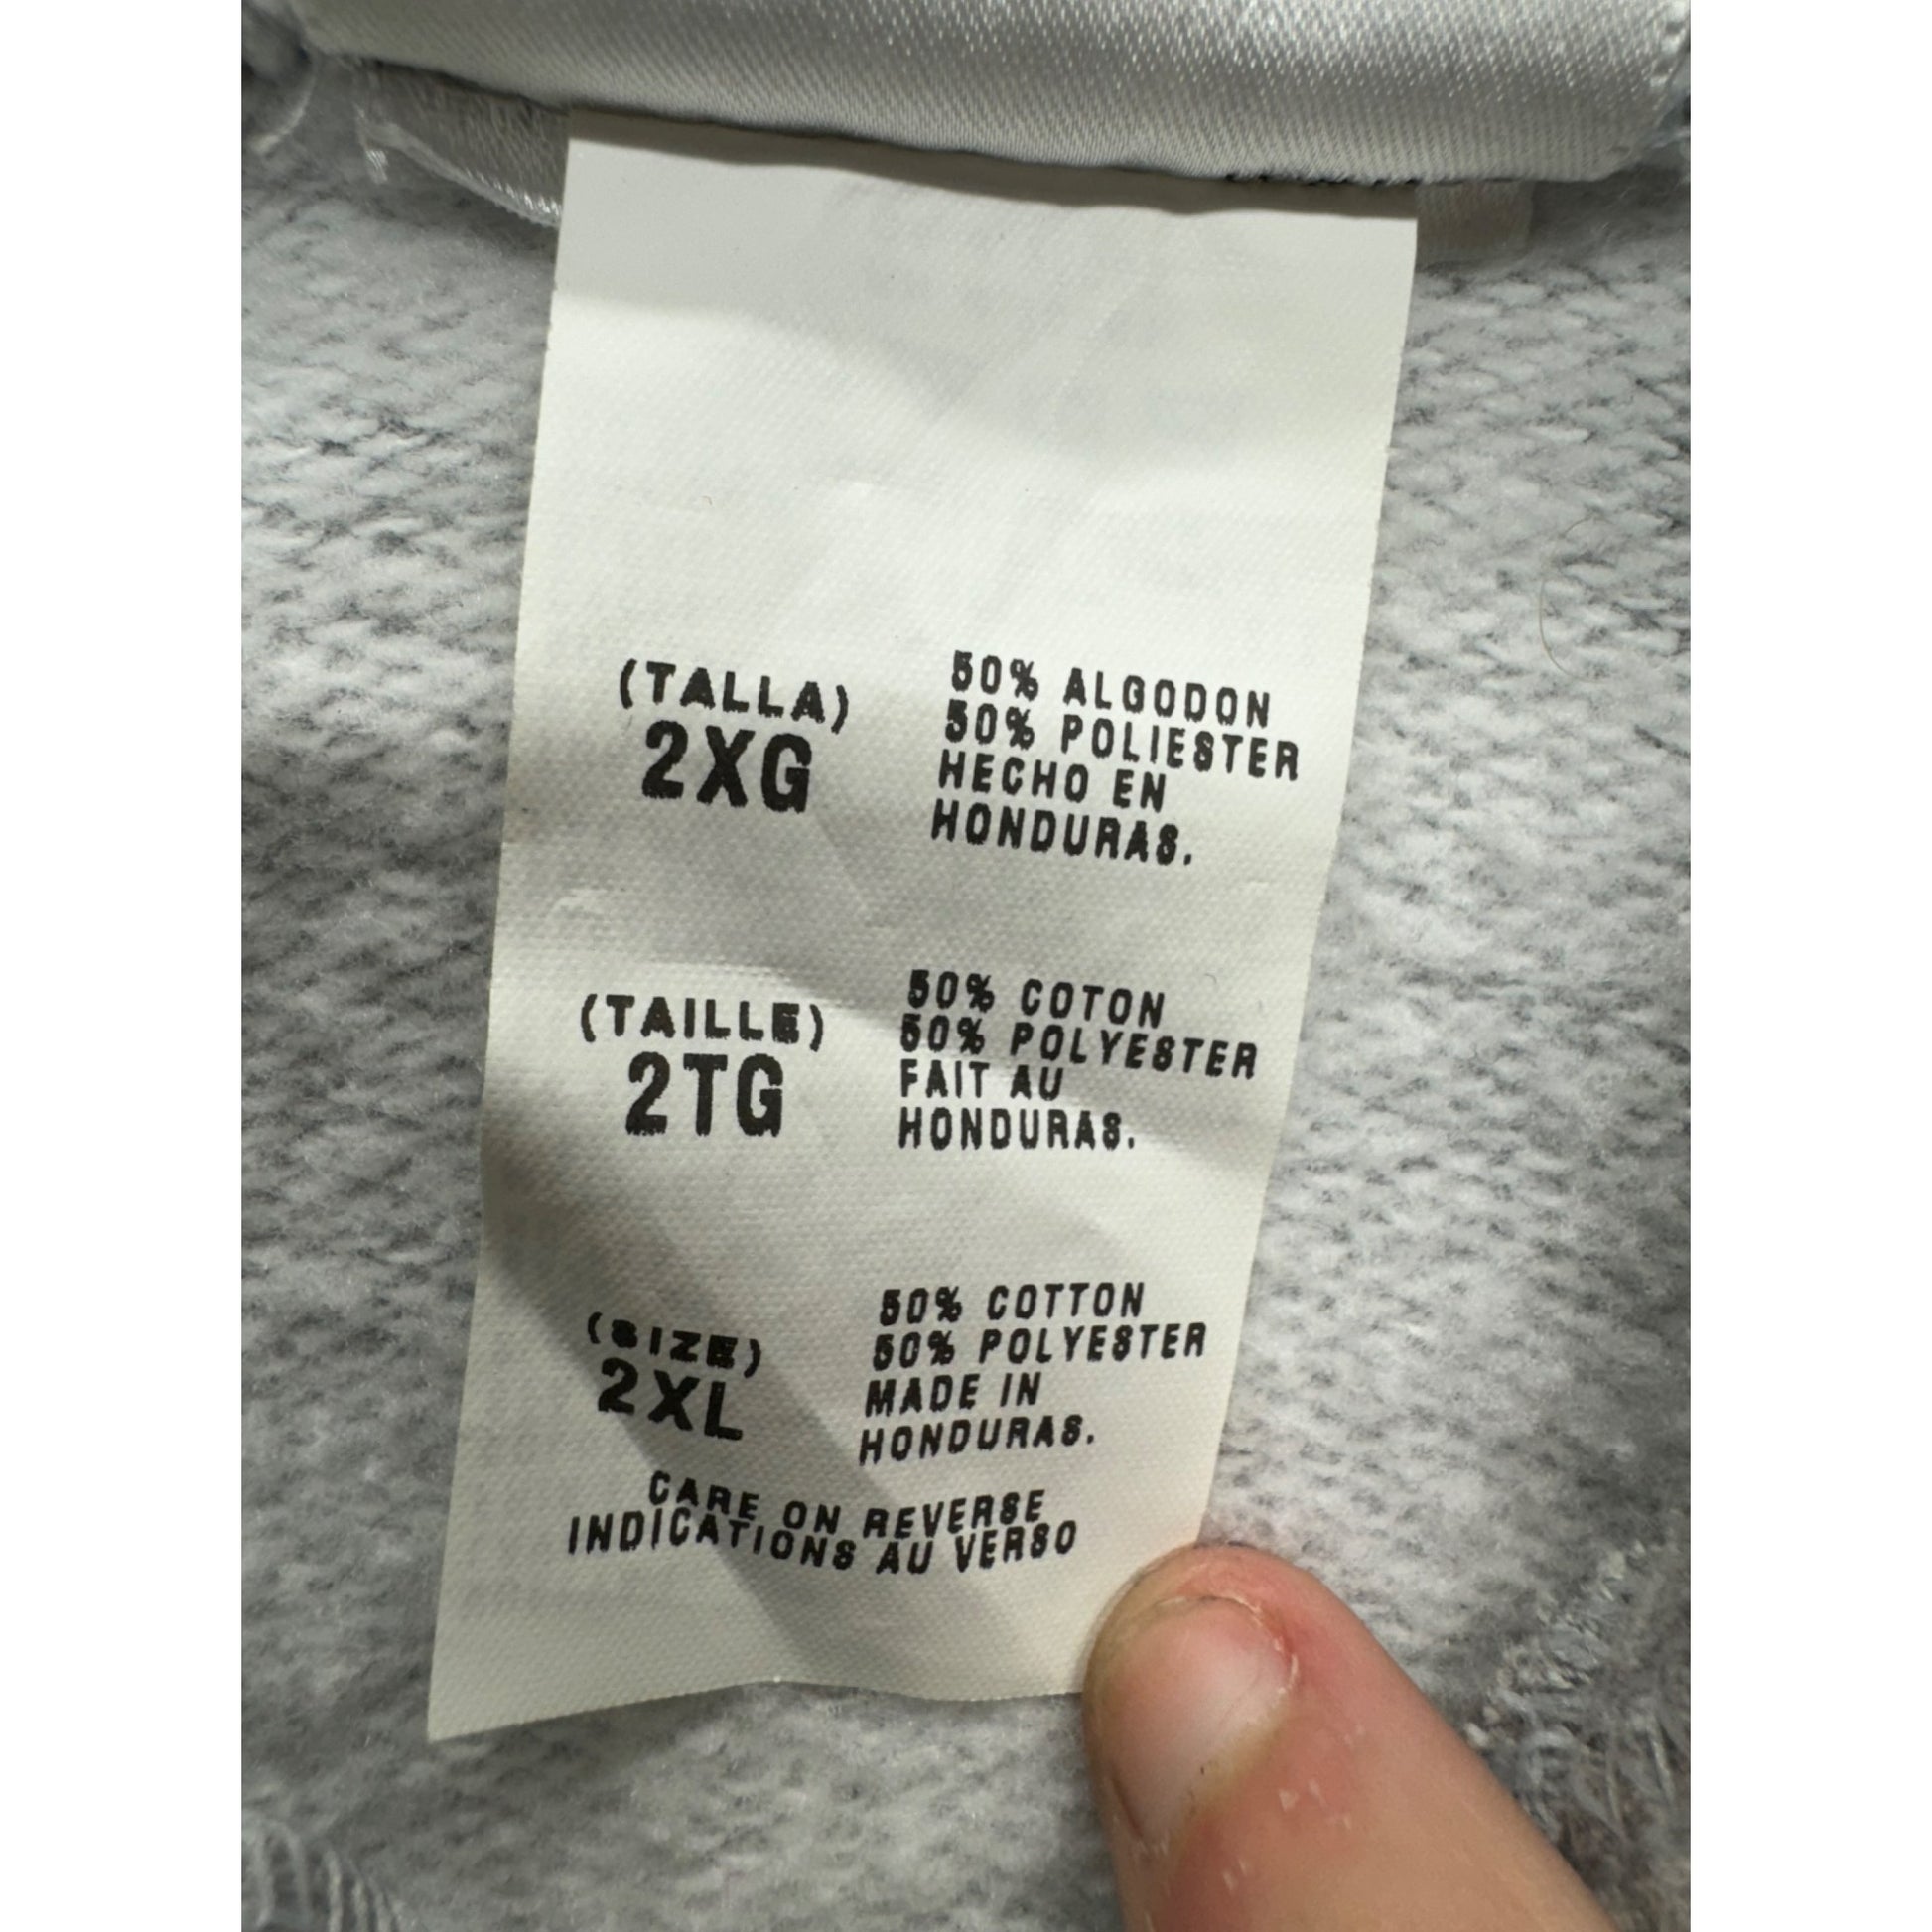 (TALLA)
2XG
50% ALGODON
50% POLIESTER
HECHO EN
HONDURAS.
(TAILLE)
2TG
50% COTON
50% POLYESTER
FAIT AU
HONDURAS.
(SIZE)
2XL
50% COTTON
50% POLYESTER
MADE IN
HONDURAS.
CARE ON REVERSE
INDICATIONS AU VERSO